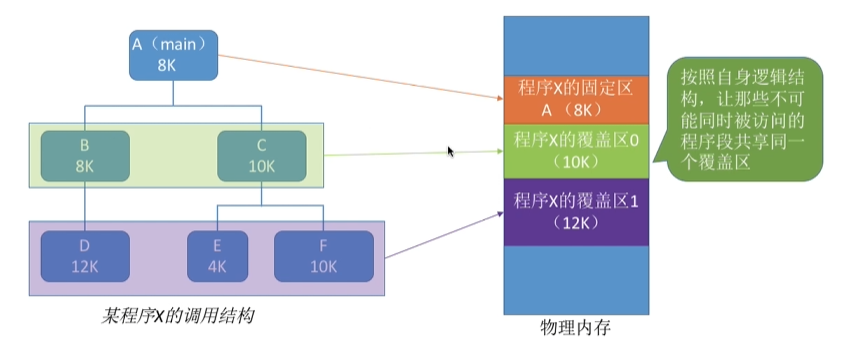 A（main）
8K
B
8K
C
10K
D
12K
E
4K
F
10K
某程序X的调用结构
程序X的固定区
A （8K）
程序X的覆盖区0
（10K）
程序X的覆盖区1
（12K）
物理内存
按照自身逻辑结
构，让那些不可
能同时被访问的
程序段共享同一
个覆盖区